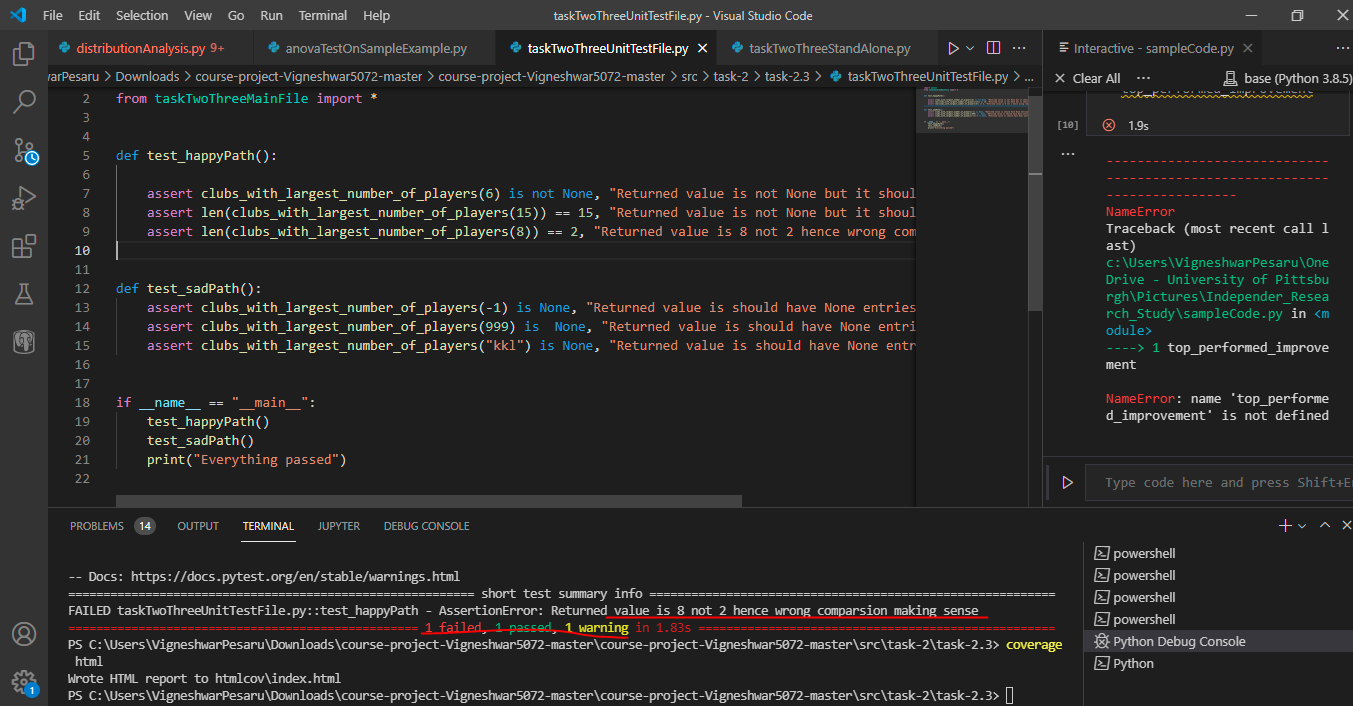 File Edit Selection View Go Run Terminal Help taskTwoThreeUnitTestFile.py - Visual Studio Code
distributionAnalysis.py 9+ anovaTestOnSampleExample.py taskTwoThreeUnitTestFile.py taskTwoThreeStandAlone.py
warPesaru > Downloads > course-project-Vigneshwar5072-master > course-project-Vigneshwar5072-master > src > task-2 > task-2.3 > taskTwoThreeUnitTestFile.py > ...
2 from taskTwoThreeMainFile import *
3
4
5 def test_happyPath():
6
7 assert clubs_with_largest_number_of_players(6) is not None, "Returned value is not None but it shoul
8 assert len(clubs_with_largest_number_of_players(15)) == 15, "Returned value is not None but it shoul
9 assert len(clubs_with_largest_number_of_players(8)) == 2, "Returned value is 8 not 2 hence wrong com
10
11
12 def test_sadPath():
13 assert clubs_with_largest_number_of_players(-1) is None, "Returned value is should have None entries
14 assert clubs_with_largest_number_of_players(999) is  None, "Returned value is should have None entri
15 assert clubs_with_largest_number_of_players("kkl") is None, "Returned value is should have None entr
16
17
18 if __name__ == "__main__":
19 test_happyPath()
20 test_sadPath()
21 print("Everything passed")
22
Interactive - sampleCode.py
Clear All ... base (Python 3.8.5)
top_performed_improvement
[10] 1.9s
...
-----------------------------
-----------------------------
-----------------
NameError
Traceback (most recent call l
ast)
c:\Users\VigneshwarPesaru\One
Drive - University of Pittsbu
rgh\Pictures\Independer_Resea
rch_Study\sampleCode.py in <m
odule>
----> 1 top_performed_improve
ment
NameError: name 'top_performe
d_improvement' is not defined
Type code here and press Shift+E
PROBLEMS 14 OUTPUT TERMINAL JUPYTER DEBUG CONSOLE
-- Docs: https://docs.pytest.org/en/stable/warnings.html
short test summary info
FAILED taskTwoThreeUnitTestFile.py::test_happyPath - AssertionError: Returned value is 8 not 2 hence wrong comparsion making sense
1 failed, 1 passed, 1 warning in 1.83s
PS C:\Users\VigneshwarPesaru\Downloads\course-project-Vigneshwar5072-master\course-project-Vigneshwar5072-master\src\task-2\task-2.3> coverage
html
Wrote HTML report to htmlcov\index.html
PS C:\Users\VigneshwarPesaru\Downloads\course-project-Vigneshwar5072-master\course-project-Vigneshwar5072-master\src\task-2\task-2.3>
powershell
powershell
powershell
powershell
Python Debug Console
Python
1